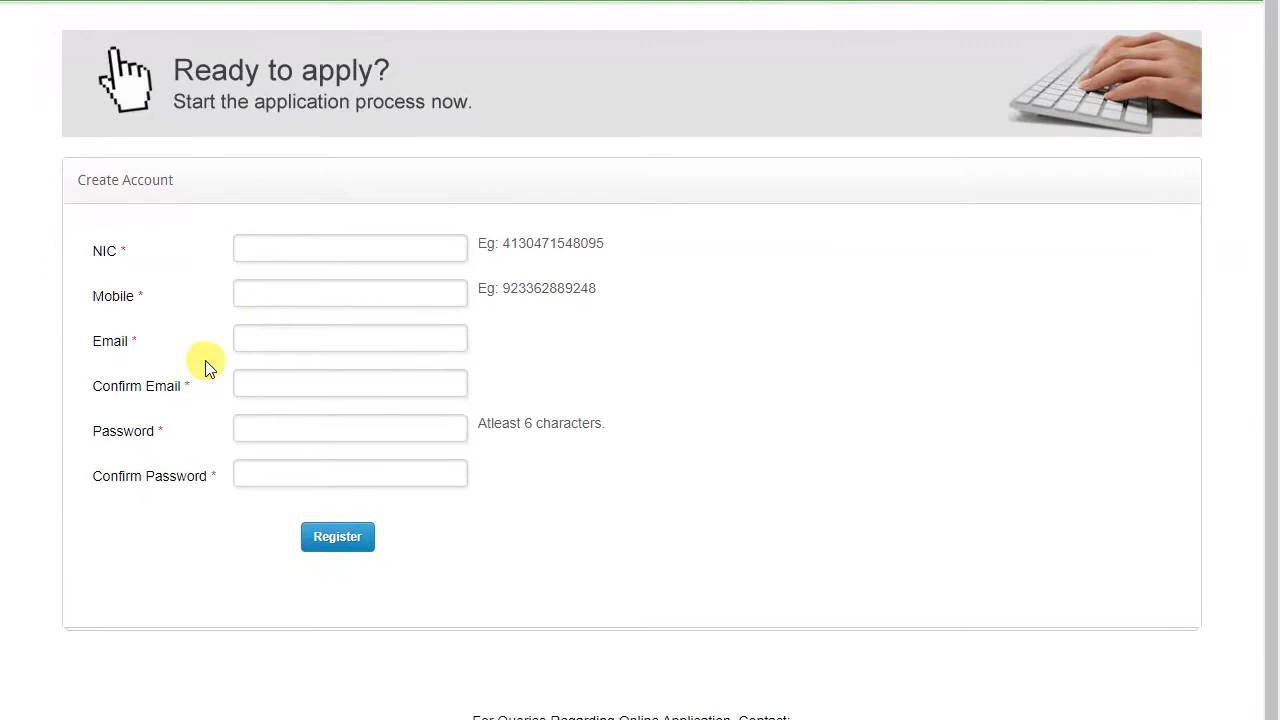 Ready to apply?
Start the application process now.
Create Account
NIC *
Eg: 4130471548095
Mobile *
Eg: 923362889248
Email *
Confirm Email *
Password *
Atleast 6 characters.
Confirm Password *
Register
For Queries Regarding Online Application, Contact: